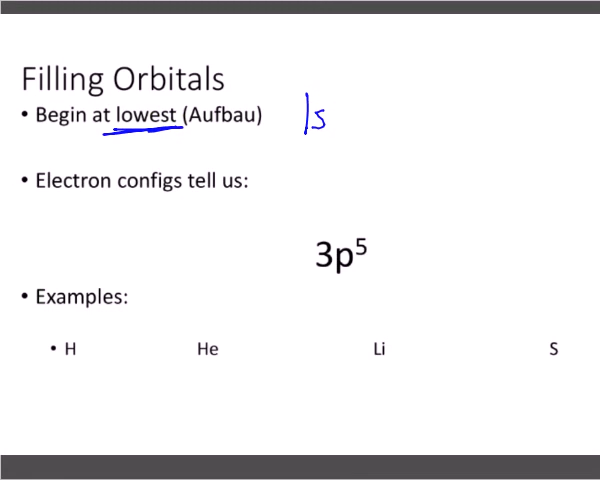 Filling Orbitals
• Begin at lowest (Aufbau) 1s
• Electron configs tell us:
3p⁵
• Examples:
• H He Li S